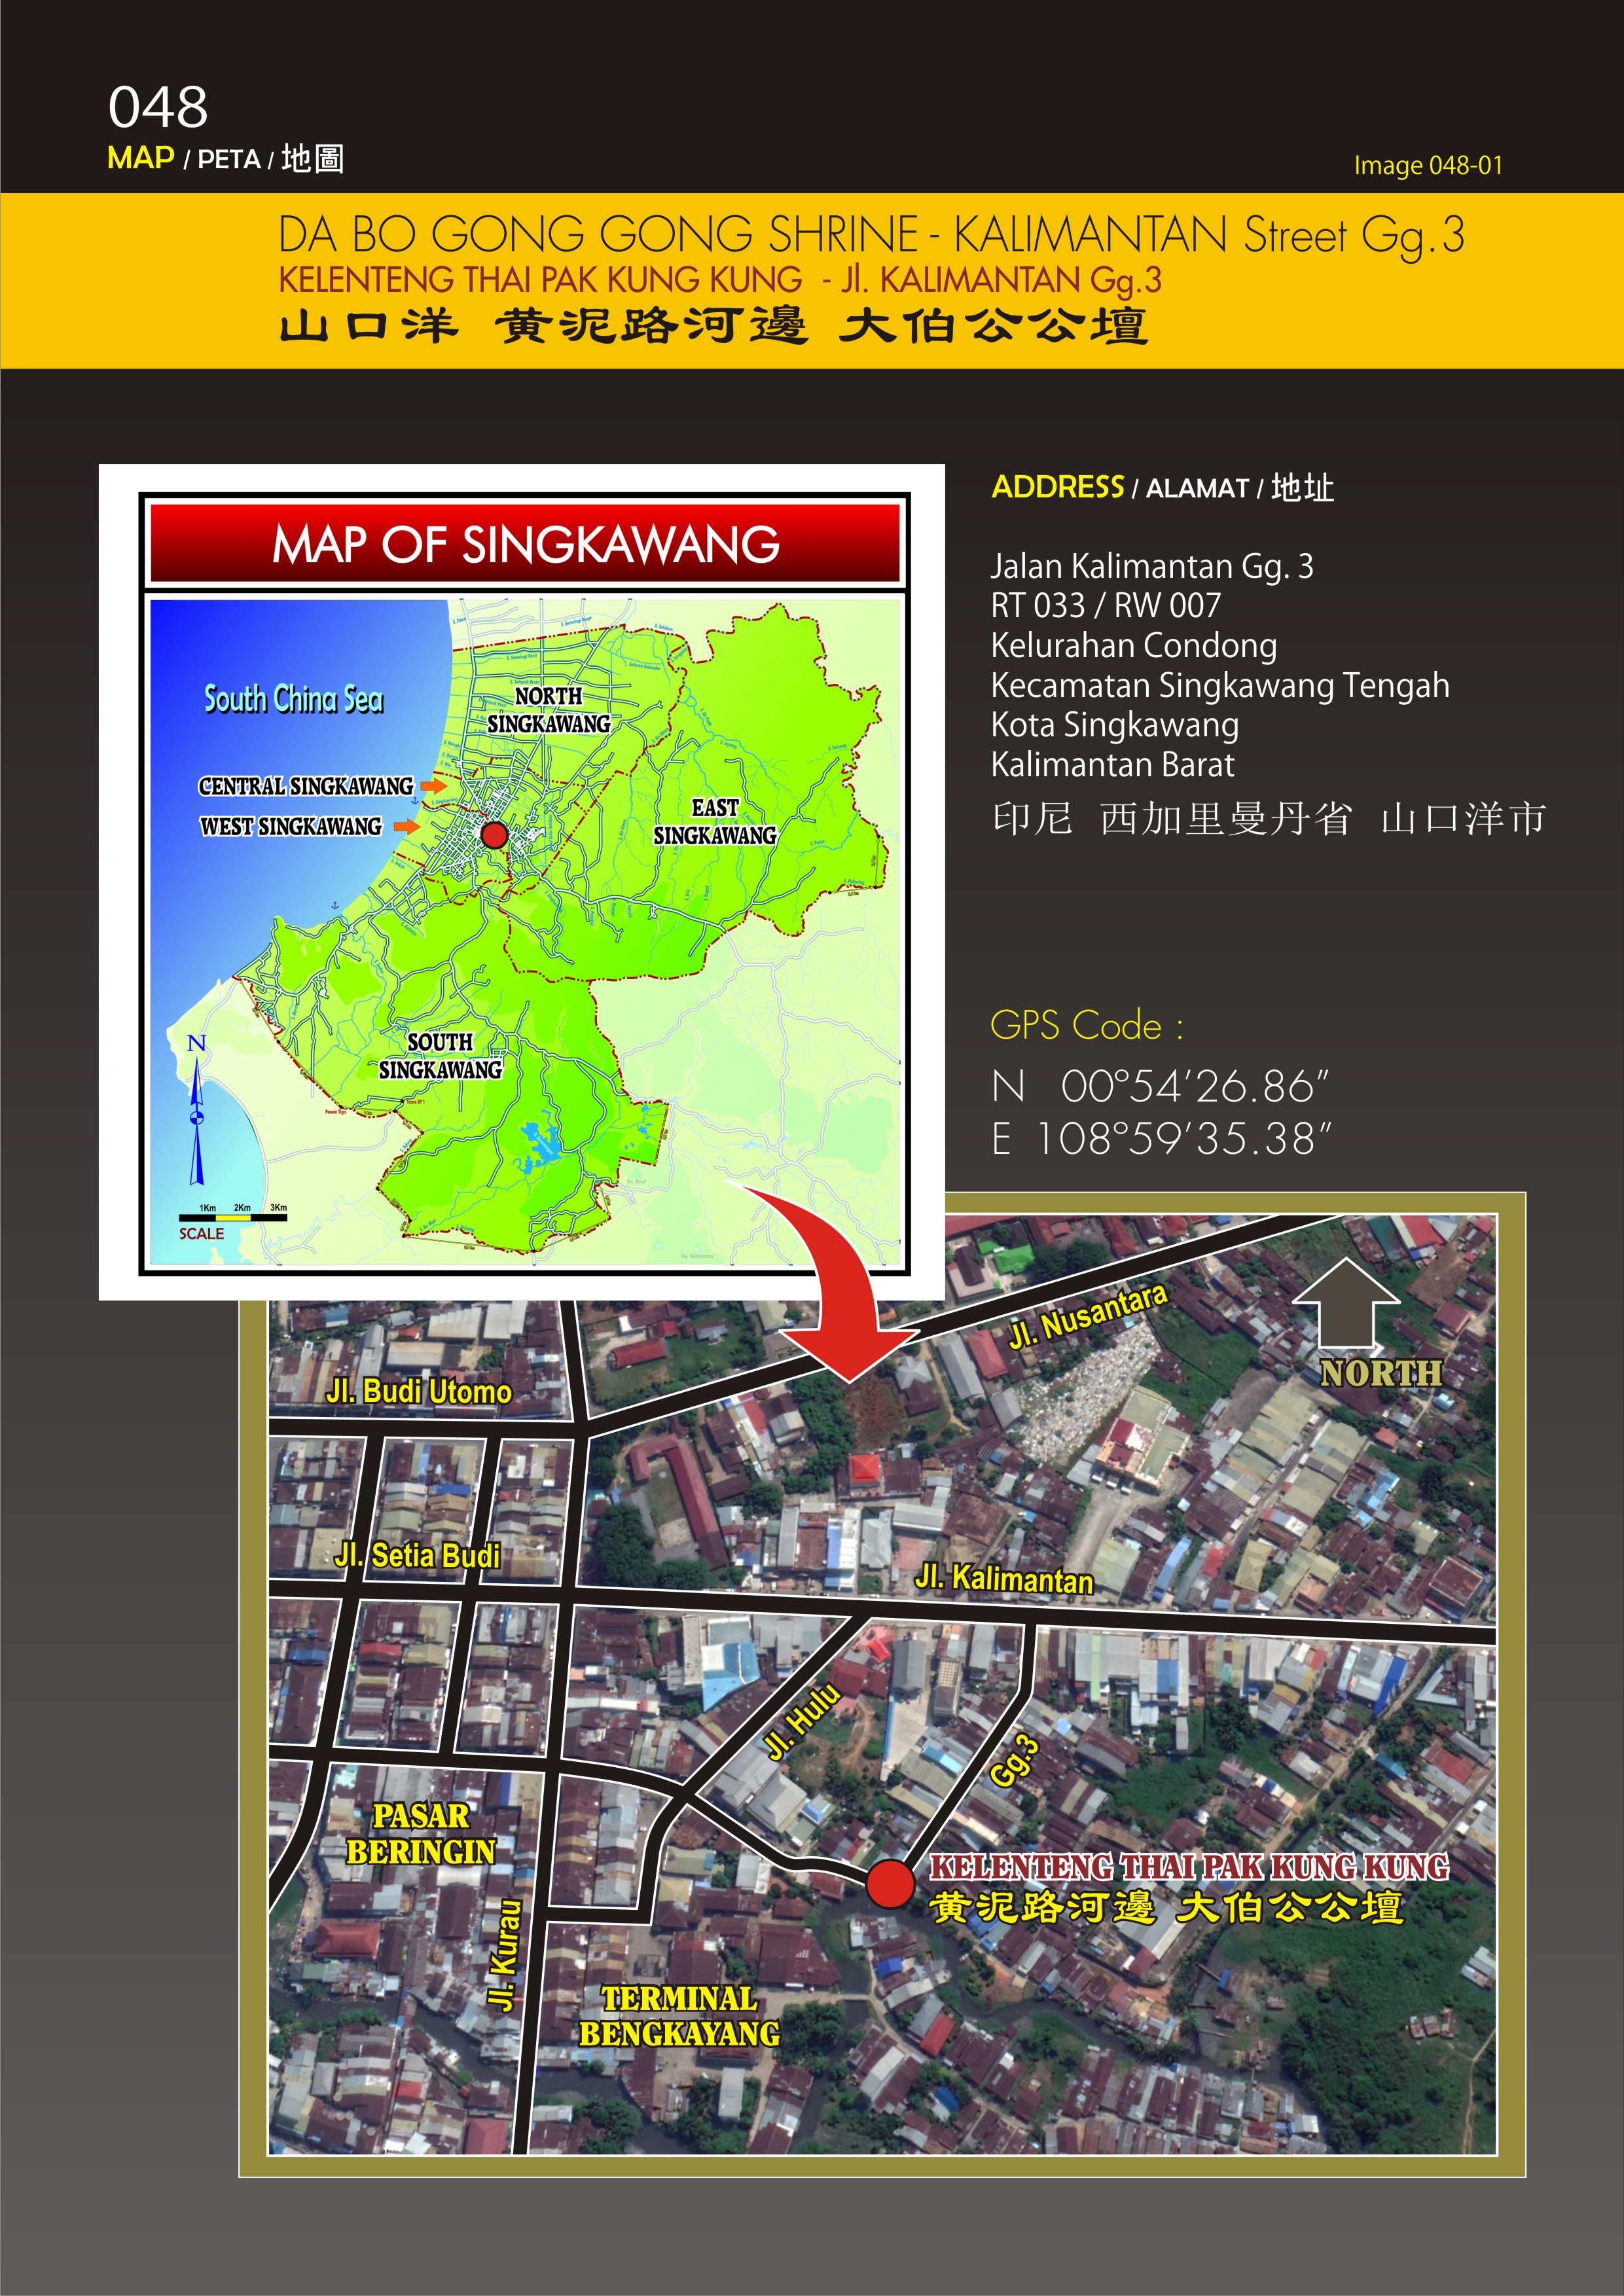 048
MAP / PETA / 地圖
Image 048-01
DA BO GONG GONG SHRINE - KALIMANTAN Street Gg.3
KELENTENG THAI PAK KUNG KUNG - Jl. KALIMANTAN Gg.3
山口洋 黃泥路河邊 大伯公公壇
MAP OF SINGKAWANG
South China Sea
NORTH
SINGKAWANG
CENTRAL SINGKAWANG
WEST SINGKAWANG
EAST
SINGKAWANG
SOUTH
SINGKAWANG
N
1Km 2Km 3Km
SCALE
ADDRESS / ALAMAT / 地址
Jalan Kalimantan Gg. 3
RT 033 / RW 007
Kelurahan Condong
Kecamatan Singkawang Tengah
Kota Singkawang
Kalimantan Barat
印尼 西加里曼丹省 山口洋市
GPS Code :
N 00°54'26.86"
E 108°59'35.38"
Jl. Nusantara
NORTH
Jl. Budi Utomo
Jl. Setia Budi
Jl. Kalimantan
Jl. Hulu
Gg.3
PASAR
BERINGIN
KELENTENG THAI PAK KUNG KUNG
黃泥路河邊 大伯公公壇
Jl. Kurau
TERMINAL
BENGKAYANG